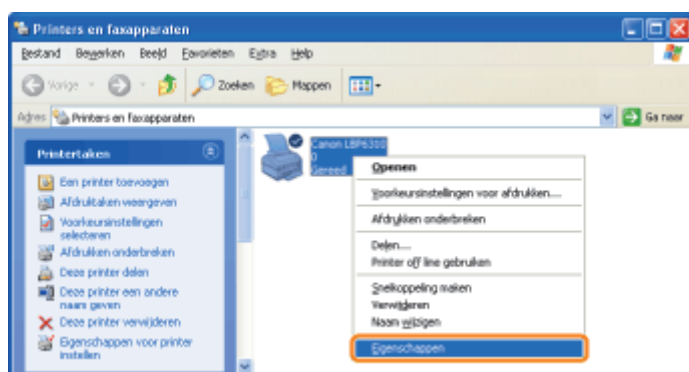 Printers en faxapparaten
Bestand Bewerken Beeld Favorieten Extra Help
Vorige Zoeken Mappen
Adres Printers en faxapparaten Ga naar
Printertaken
Een printer toevoegen
Afdruktaken weergeven
Voorkeursinstellingen
selecteren
Afdrukken onderbreken
Deze printer delen
Deze printer een andere
naam geven
Deze printer verwijderen
Eigenschappen voor printer
instellen
Canon LBP6300
0
Gereed
Openen
Voorkeursinstellingen voor afdrukken...
Afdrukken onderbreken
Delen...
Printer off line gebruiken
Snelkoppeling maken
Verwijderen
Naam wijzigen
Eigenschappen